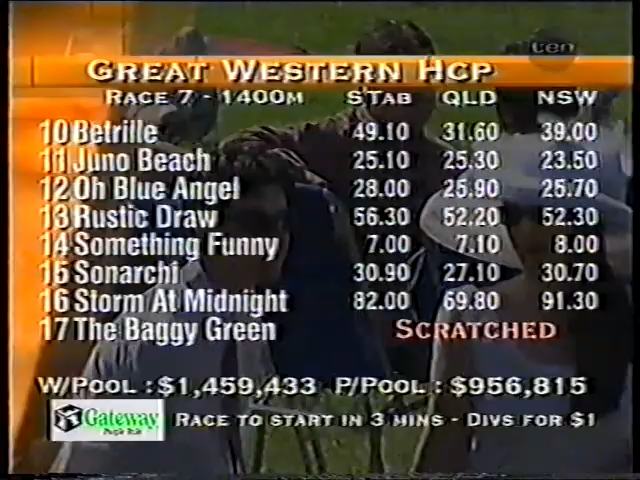 ten
GREAT WESTERN HCP
RACE 7 - 1400M STAB QLD NSW
10 Betrille 49.10 31.60 39.00
11 Juno Beach 25.10 25.30 23.50
12 Oh Blue Angel 28.00 25.90 25.70
13 Rustic Draw 56.30 52.20 52.30
14 Something Funny 7.00 7.10 8.00
15 Sonarchi 30.90 27.10 30.70
16 Storm At Midnight 82.00 69.80 91.30
17 The Baggy Green SCRATCHED
W/POOL : $1,459,433 P/POOL : $956,815
Gateway
People Rule
RACE TO START IN 3 MINS - DIVS FOR $1